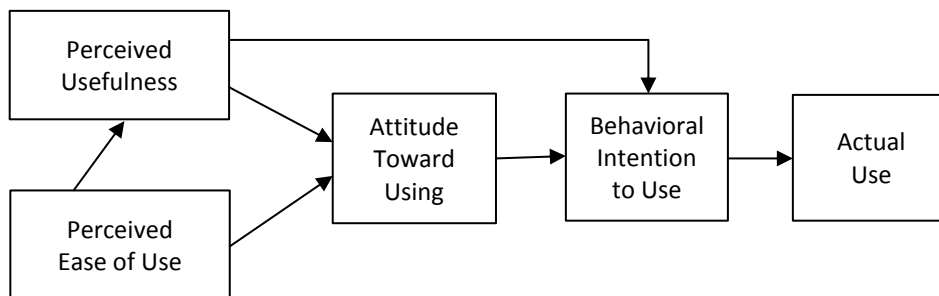 Perceived
Usefulness
Perceived
Ease of Use
Attitude
Toward
Using
Behavioral
Intention
to Use
Actual
Use